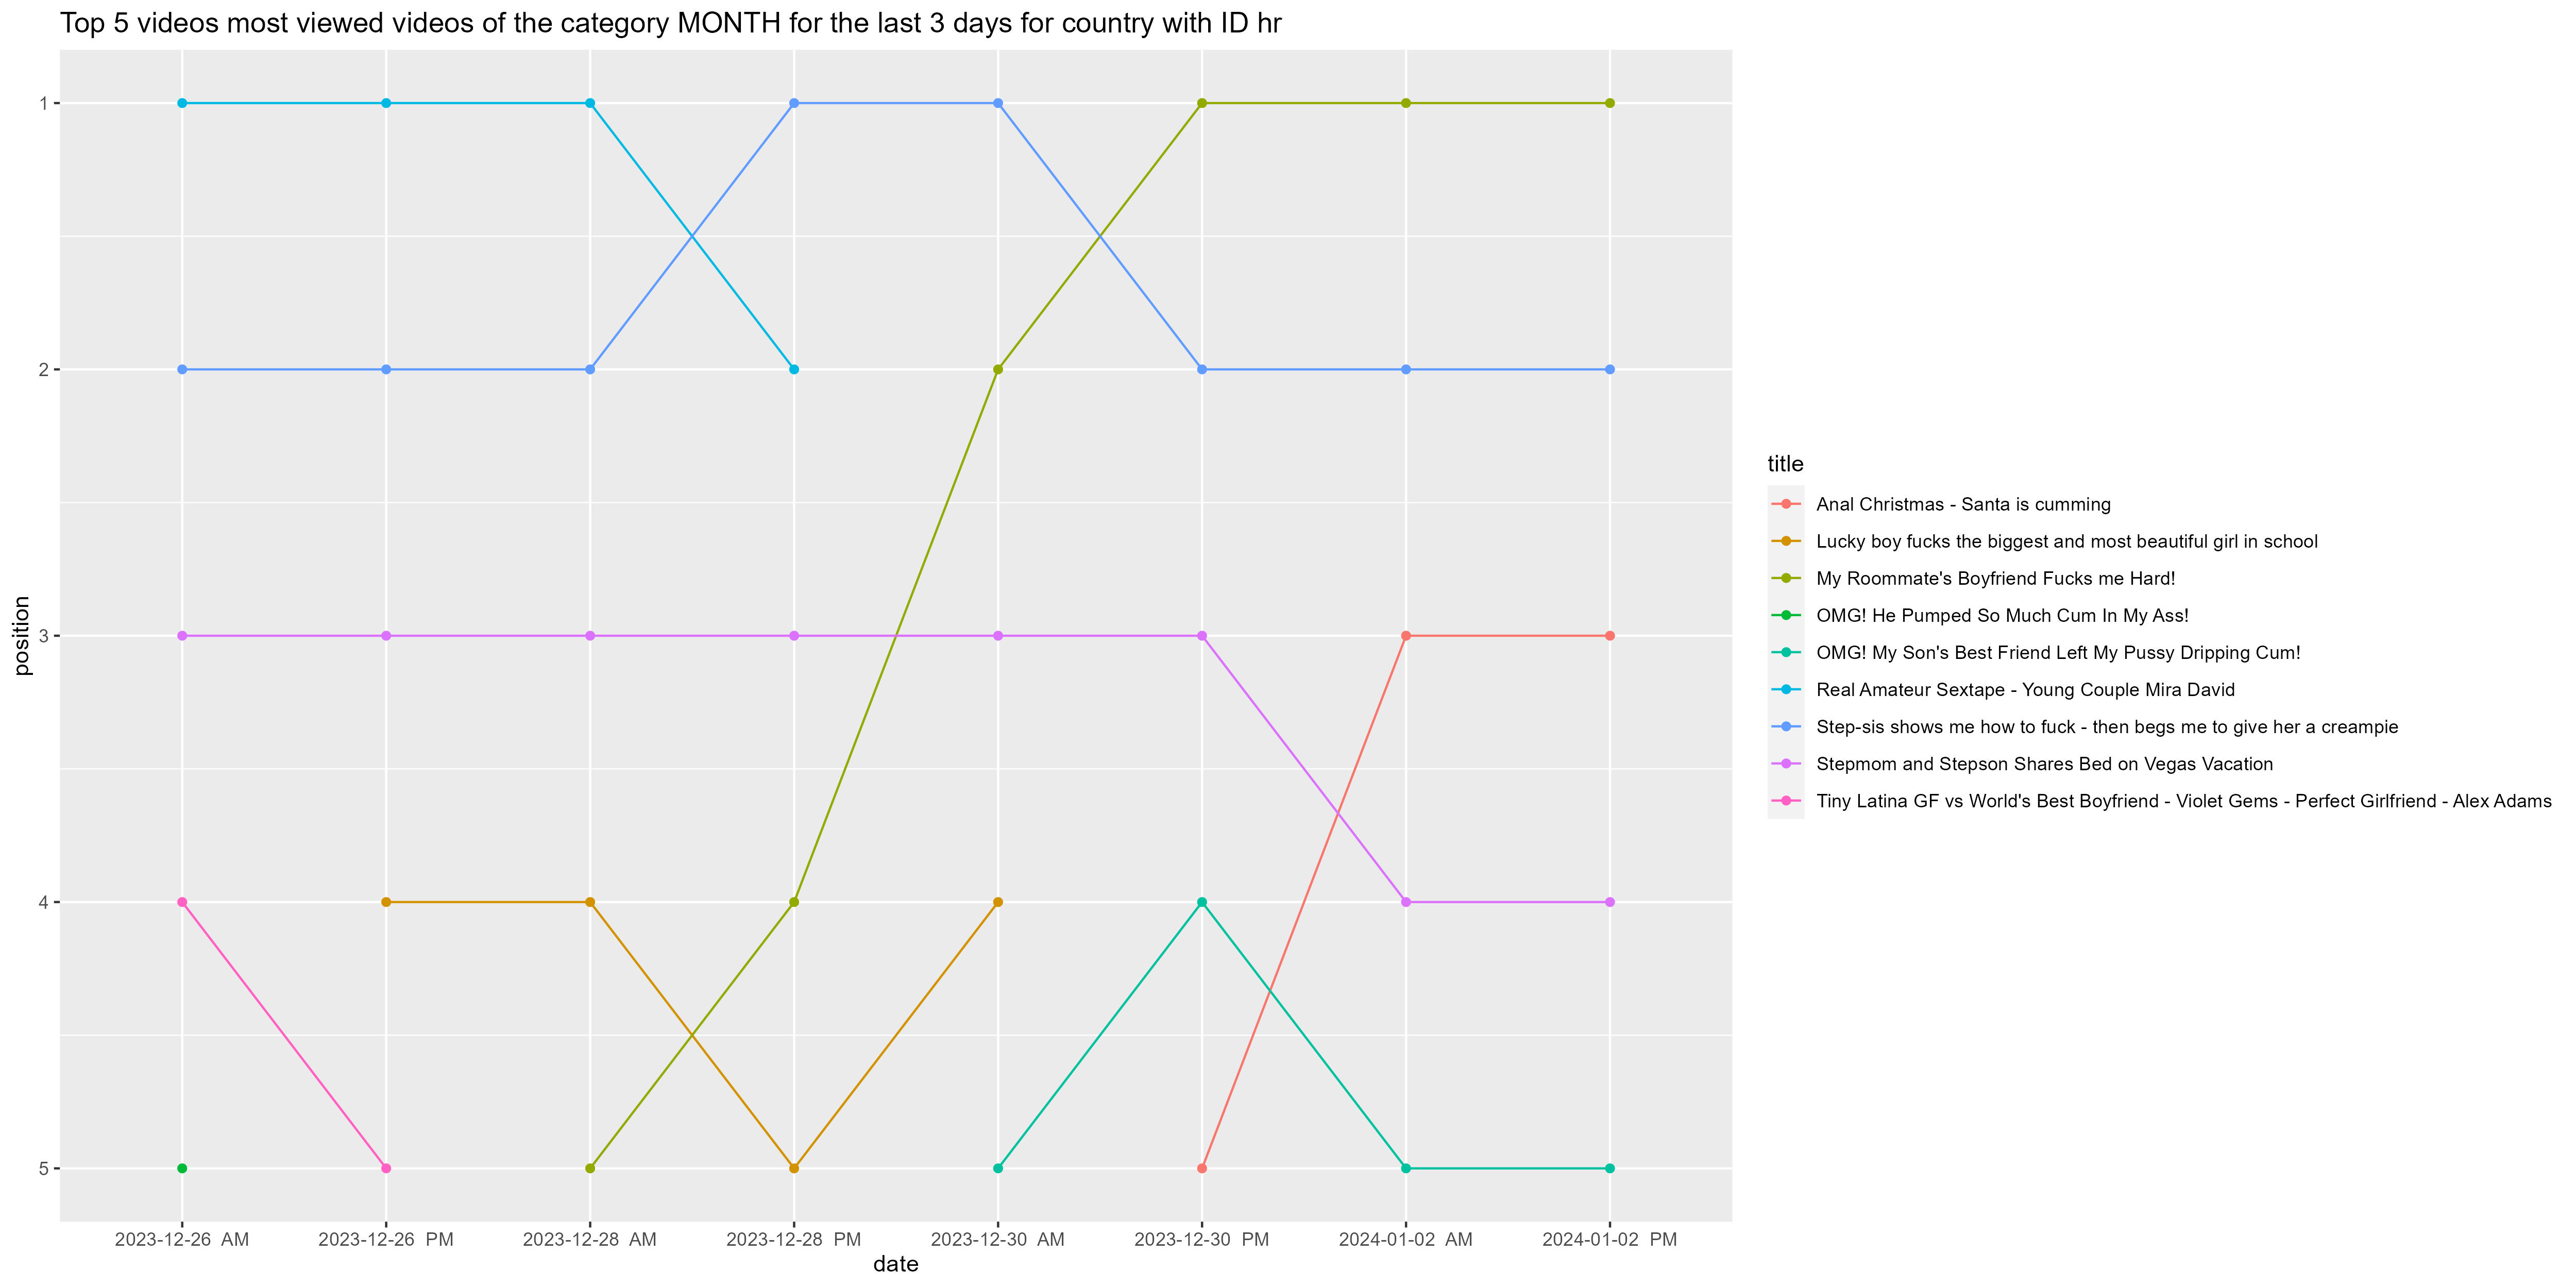 Top 5 videos most viewed videos of the category MONTH for the last 3 days for country with ID hr
position
1
2
3
4
5
2023-12-26 AM
2023-12-26 PM
2023-12-28 AM
2023-12-28 PM
2023-12-30 AM
2023-12-30 PM
2024-01-02 AM
2024-01-02 PM
date
title
Anal Christmas - Santa is cumming
Lucky boy fucks the biggest and most beautiful girl in school
My Roommate's Boyfriend Fucks me Hard!
OMG! He Pumped So Much Cum In My Ass!
OMG! My Son's Best Friend Left My Pussy Dripping Cum!
Real Amateur Sextape - Young Couple Mira David
Step-sis shows me how to fuck - then begs me to give her a creampie
Stepmom and Stepson Shares Bed on Vegas Vacation
Tiny Latina GF vs World's Best Boyfriend - Violet Gems - Perfect Girlfriend - Alex Adams